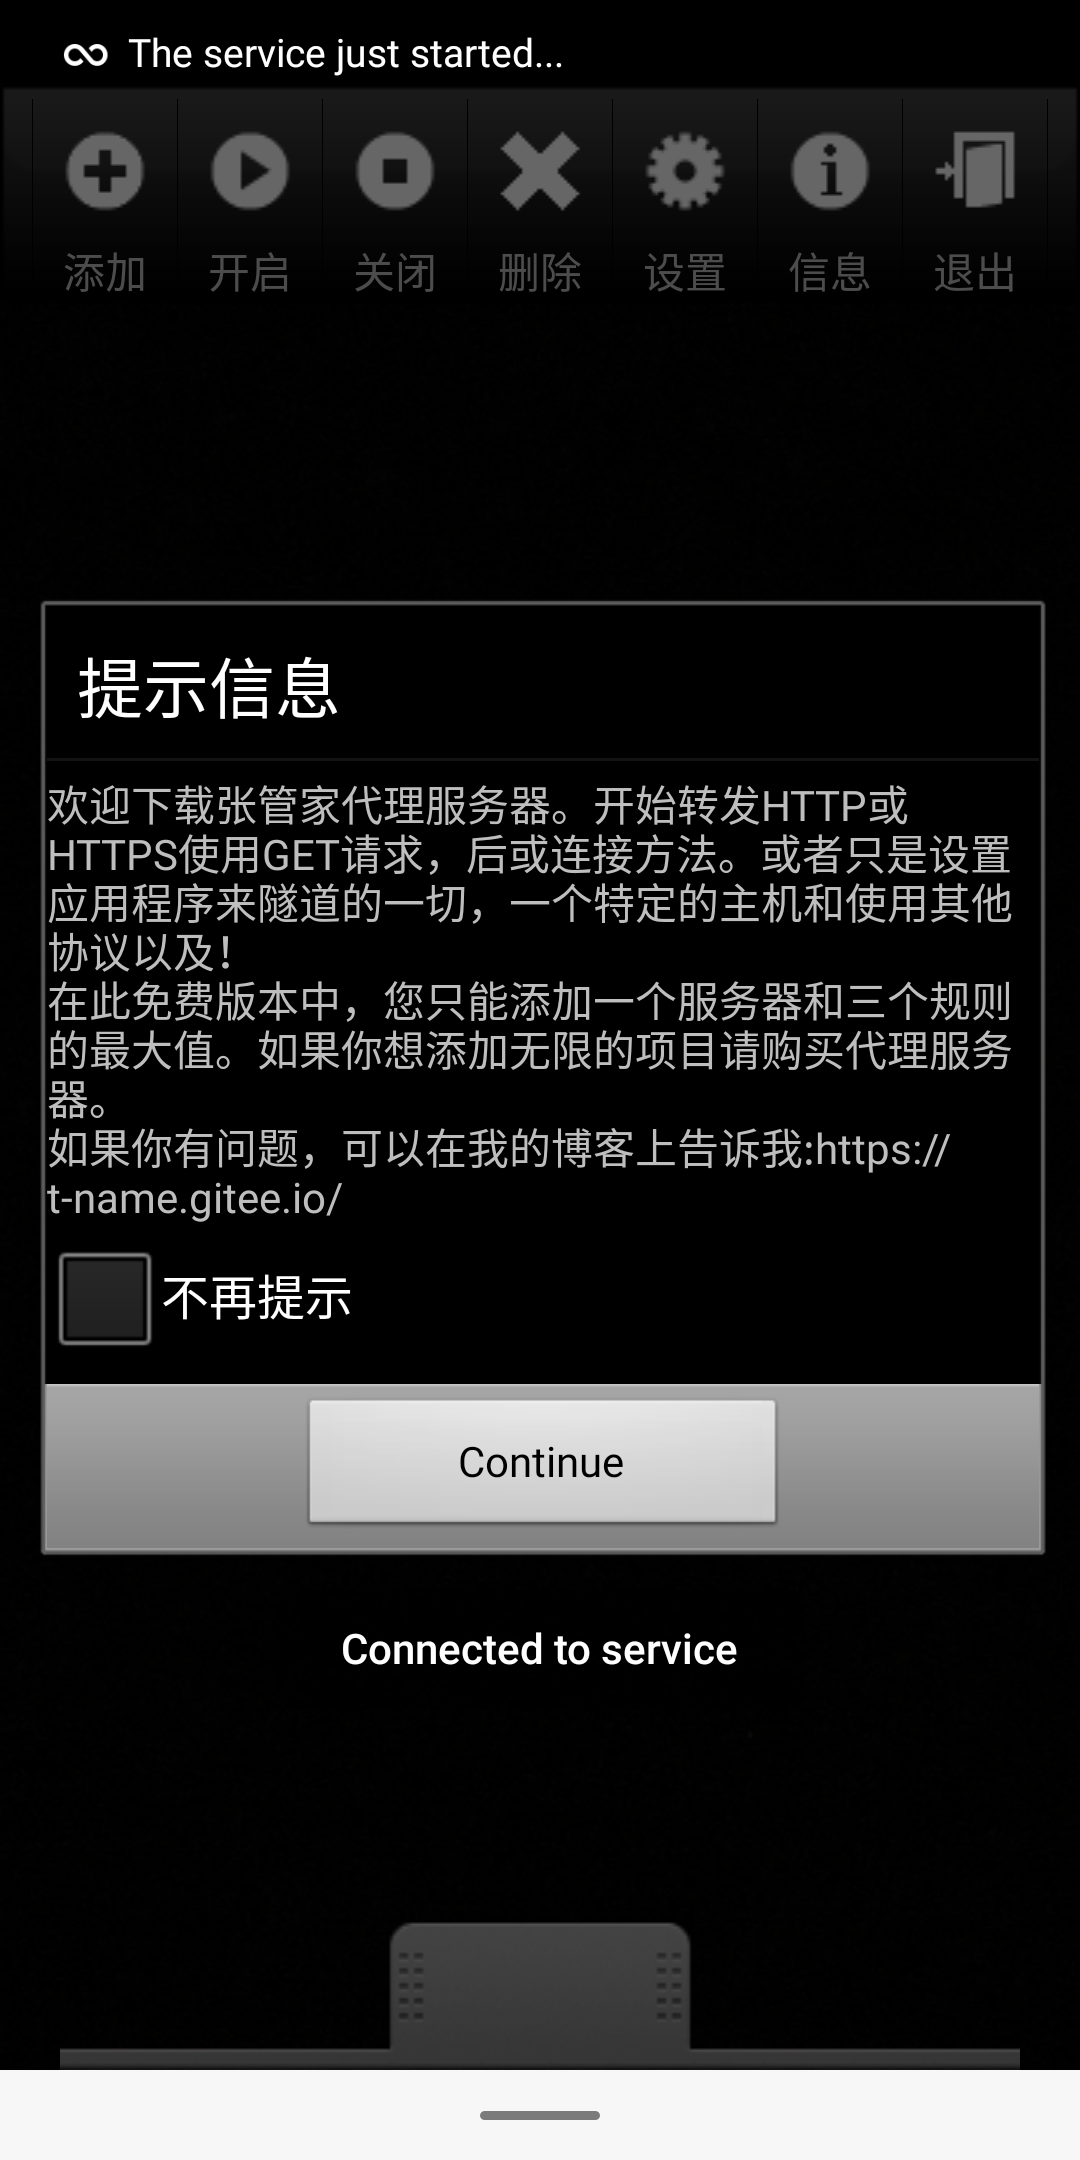 The service just started...
添加 开启 关闭 删除 设置 信息 退出
提示信息
欢迎下载张管家代理服务器。开始转发HTTP或
HTTPS使用GET请求，后或连接方法。或者只是设置
应用程序来隧道的一切，一个特定的主机和使用其他
协议以及！
在此免费版本中，您只能添加一个服务器和三个规则
的最大值。如果你想添加无限的项目请购买代理服务
器。
如果你有问题，可以在我的博客上告诉我:https://
t-name.gitee.io/
不再提示
Continue
Connected to service